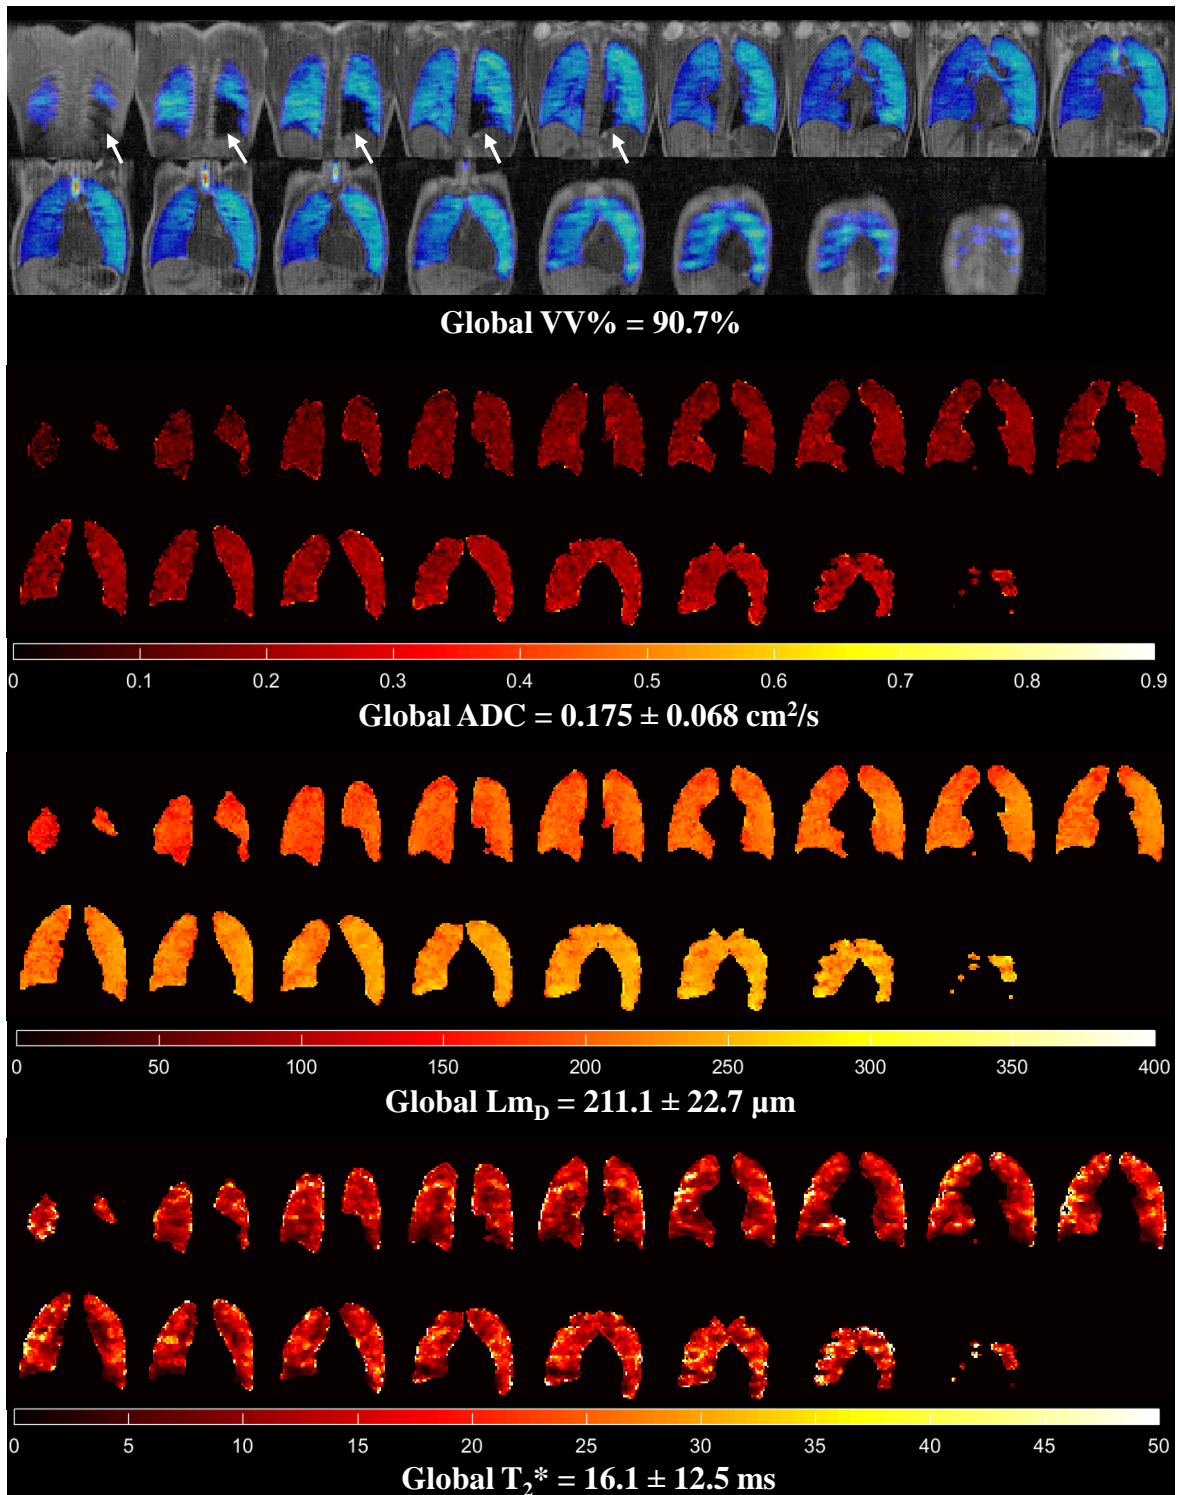 Global VV% = 90.7%
0 0.1 0.2 0.3 0.4 0.5 0.6 0.7 0.8 0.9
Global ADC = 0.175 ± 0.068 cm²/s
0 50 100 150 200 250 300 350 400
Global Lm_D = 211.1 ± 22.7 µm
0 5 10 15 20 25 30 35 40 45 50
Global T₂* = 16.1 ± 12.5 ms